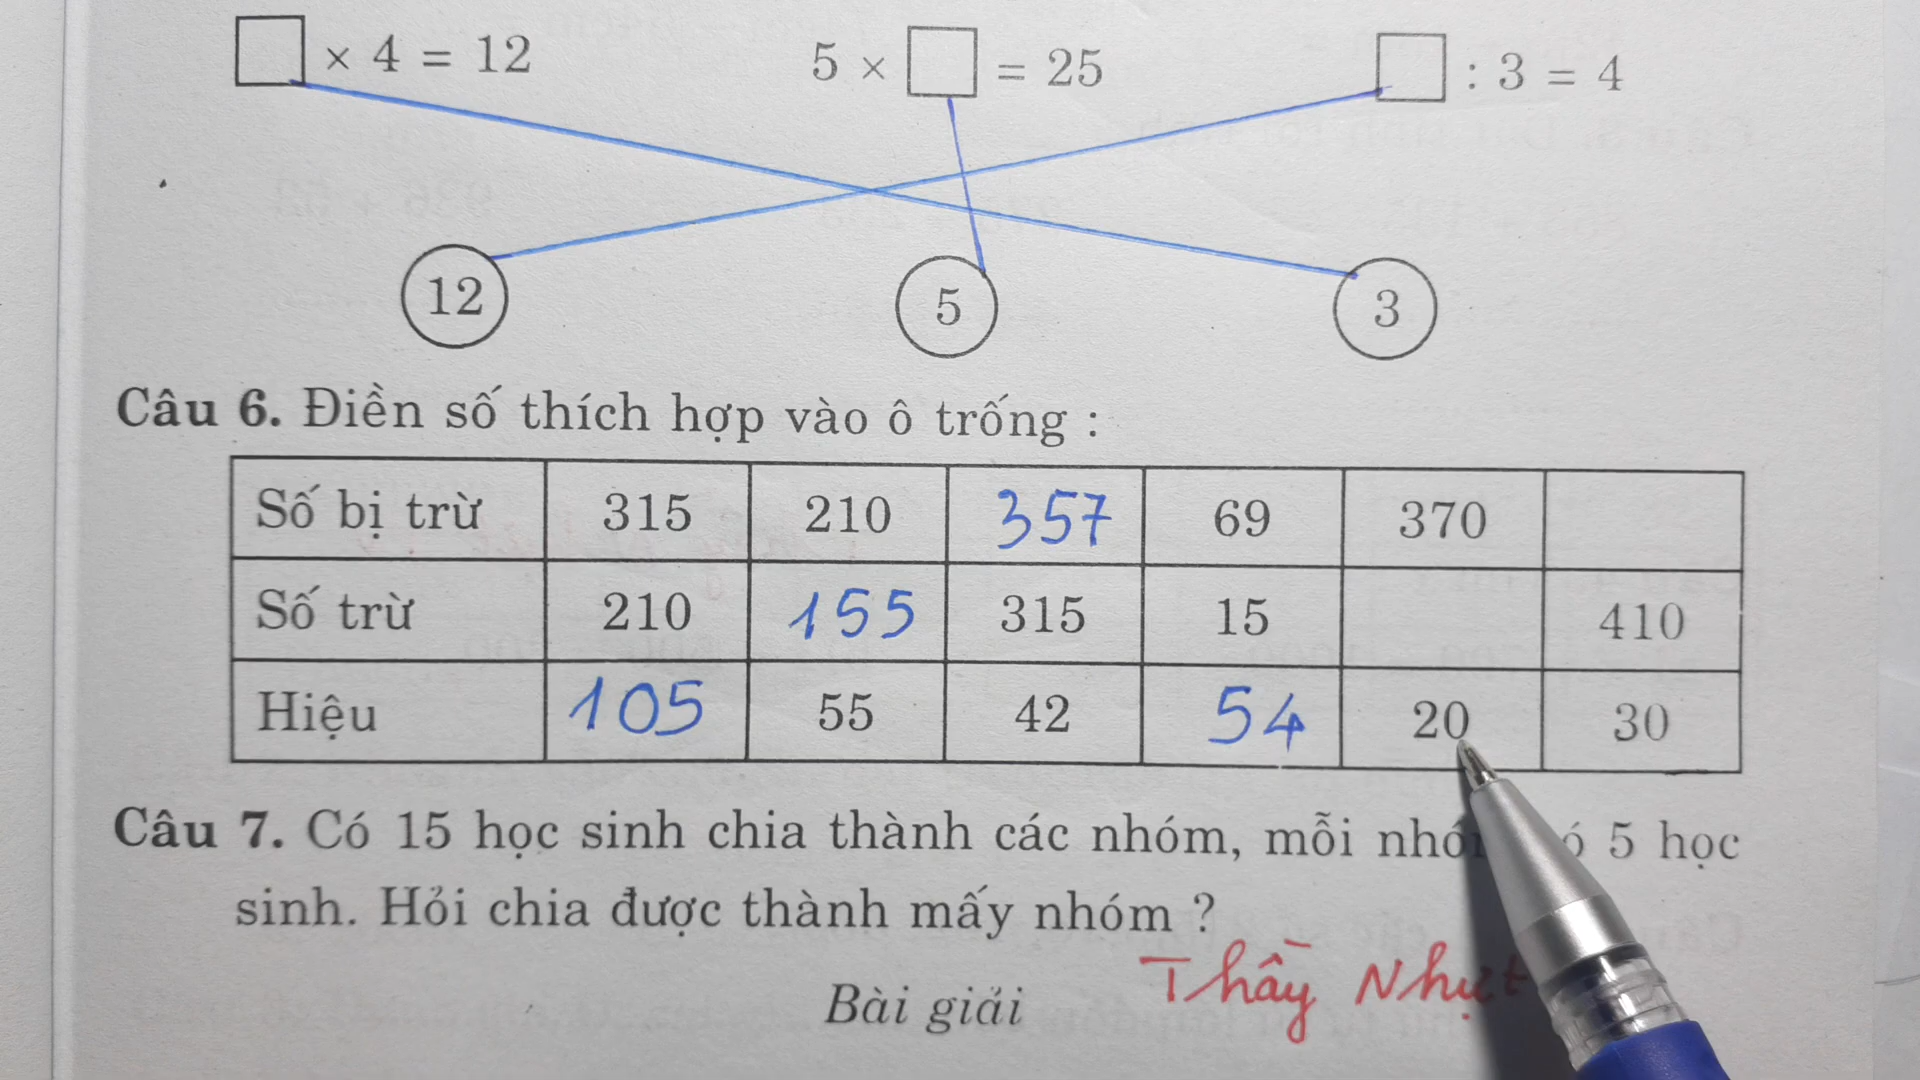 □ × 4 = 12 5 × □ = 25 □ : 3 = 4
12 5 3
Câu 6. Điền số thích hợp vào ô trống :
Số bị trừ 315 210 357 69 370
Số trừ 210 155 315 15 410
Hiệu 105 55 42 54 20 30
Câu 7. Có 15 học sinh chia thành các nhóm, mỗi 5 học
sinh. Hỏi chia được thành mấy nhóm ?
Bài giải
Thầy Nhựt